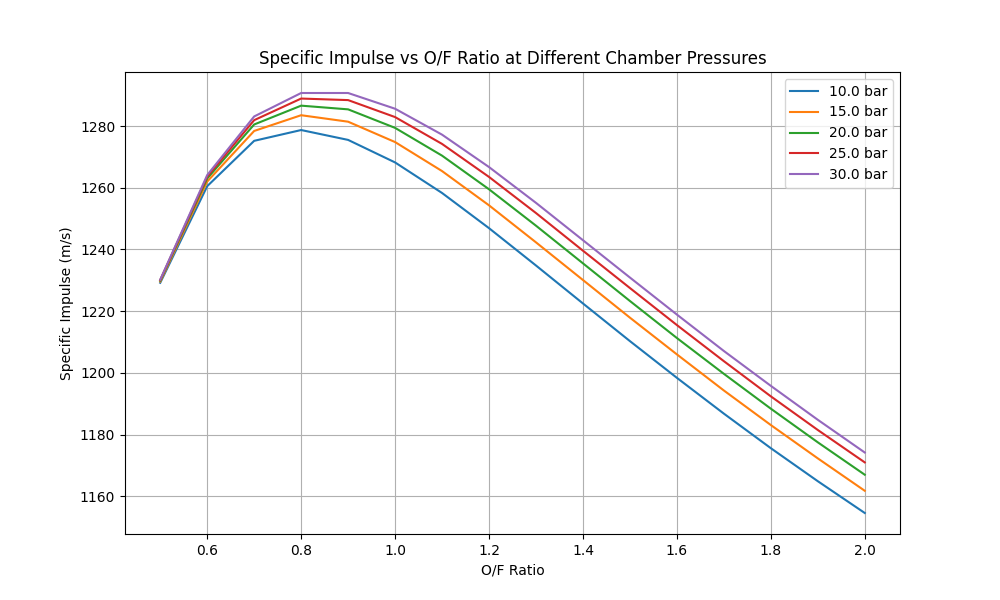 Specific Impulse vs O/F Ratio at Different Chamber Pressures
10.0 bar
15.0 bar
20.0 bar
25.0 bar
30.0 bar
Specific Impulse (m/s)
1280
1260
1240
1220
1200
1180
1160
0.6 0.8 1.0 1.2 1.4 1.6 1.8 2.0
O/F Ratio